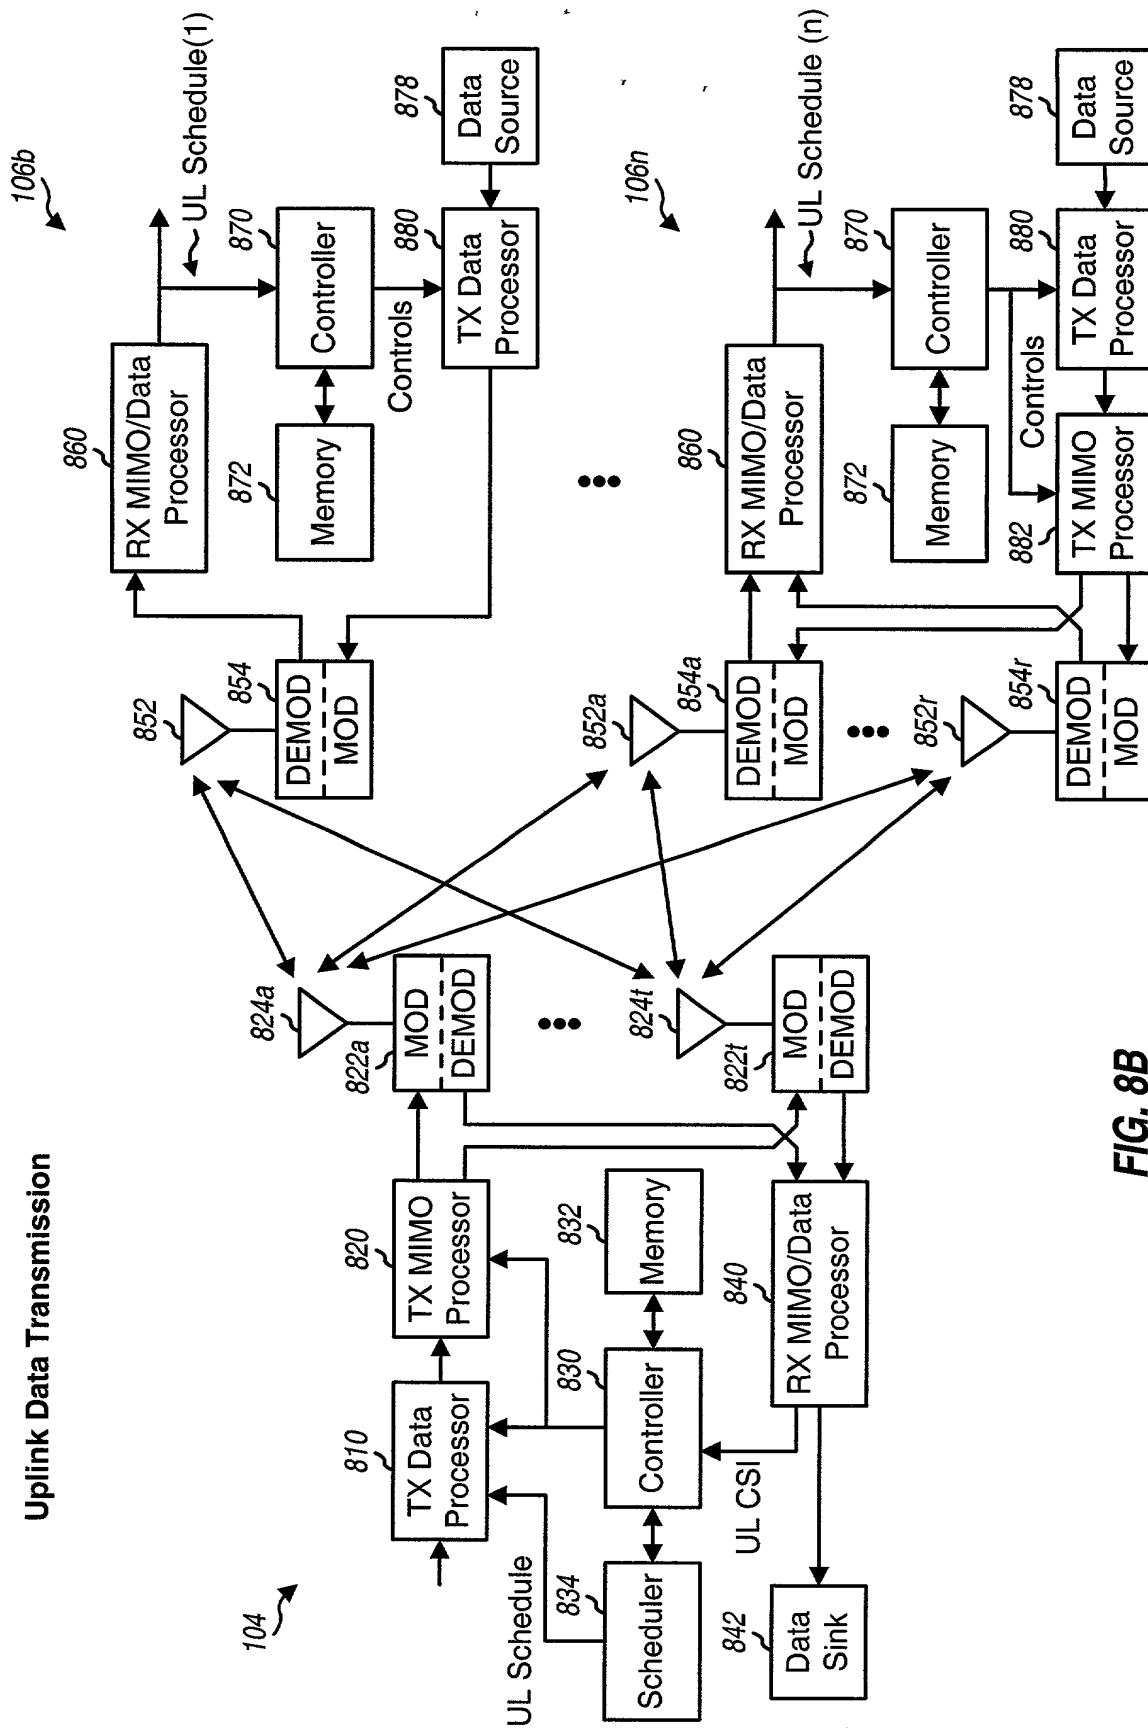 Uplink Data Transmission
104
UL Schedule
810
TX Data
Processor
820
TX MIMO
Processor
822a
MOD
DEMOD
824a
834
Scheduler
830
Controller
832
Memory
822t
MOD
DEMOD
824t
UL CSI
842
Data
Sink
840
RX MIMO/Data
Processor
106b
852
854
DEMOD
MOD
860
RX MIMO/Data
Processor
UL Schedule(1)
872
Memory
870
Controller
Controls
880
TX Data
Processor
878
Data
Source
106n
852a
854a
DEMOD
MOD
860
RX MIMO/Data
Processor
UL Schedule (n)
872
Memory
870
Controller
Controls
852r
854r
DEMOD
MOD
882
TX MIMO
Processor
880
TX Data
Processor
878
Data
Source
FIG. 8B